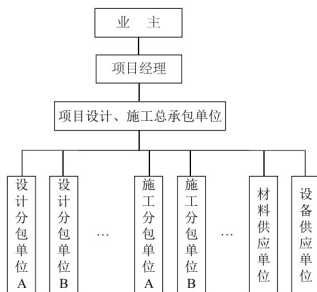 业 主
项目经理
项目设计、施工总承包单位
设计分包单位A
设计分包单位B
…
施工分包单位A
施工分包单位B
…
材料供应单位
设备供应单位